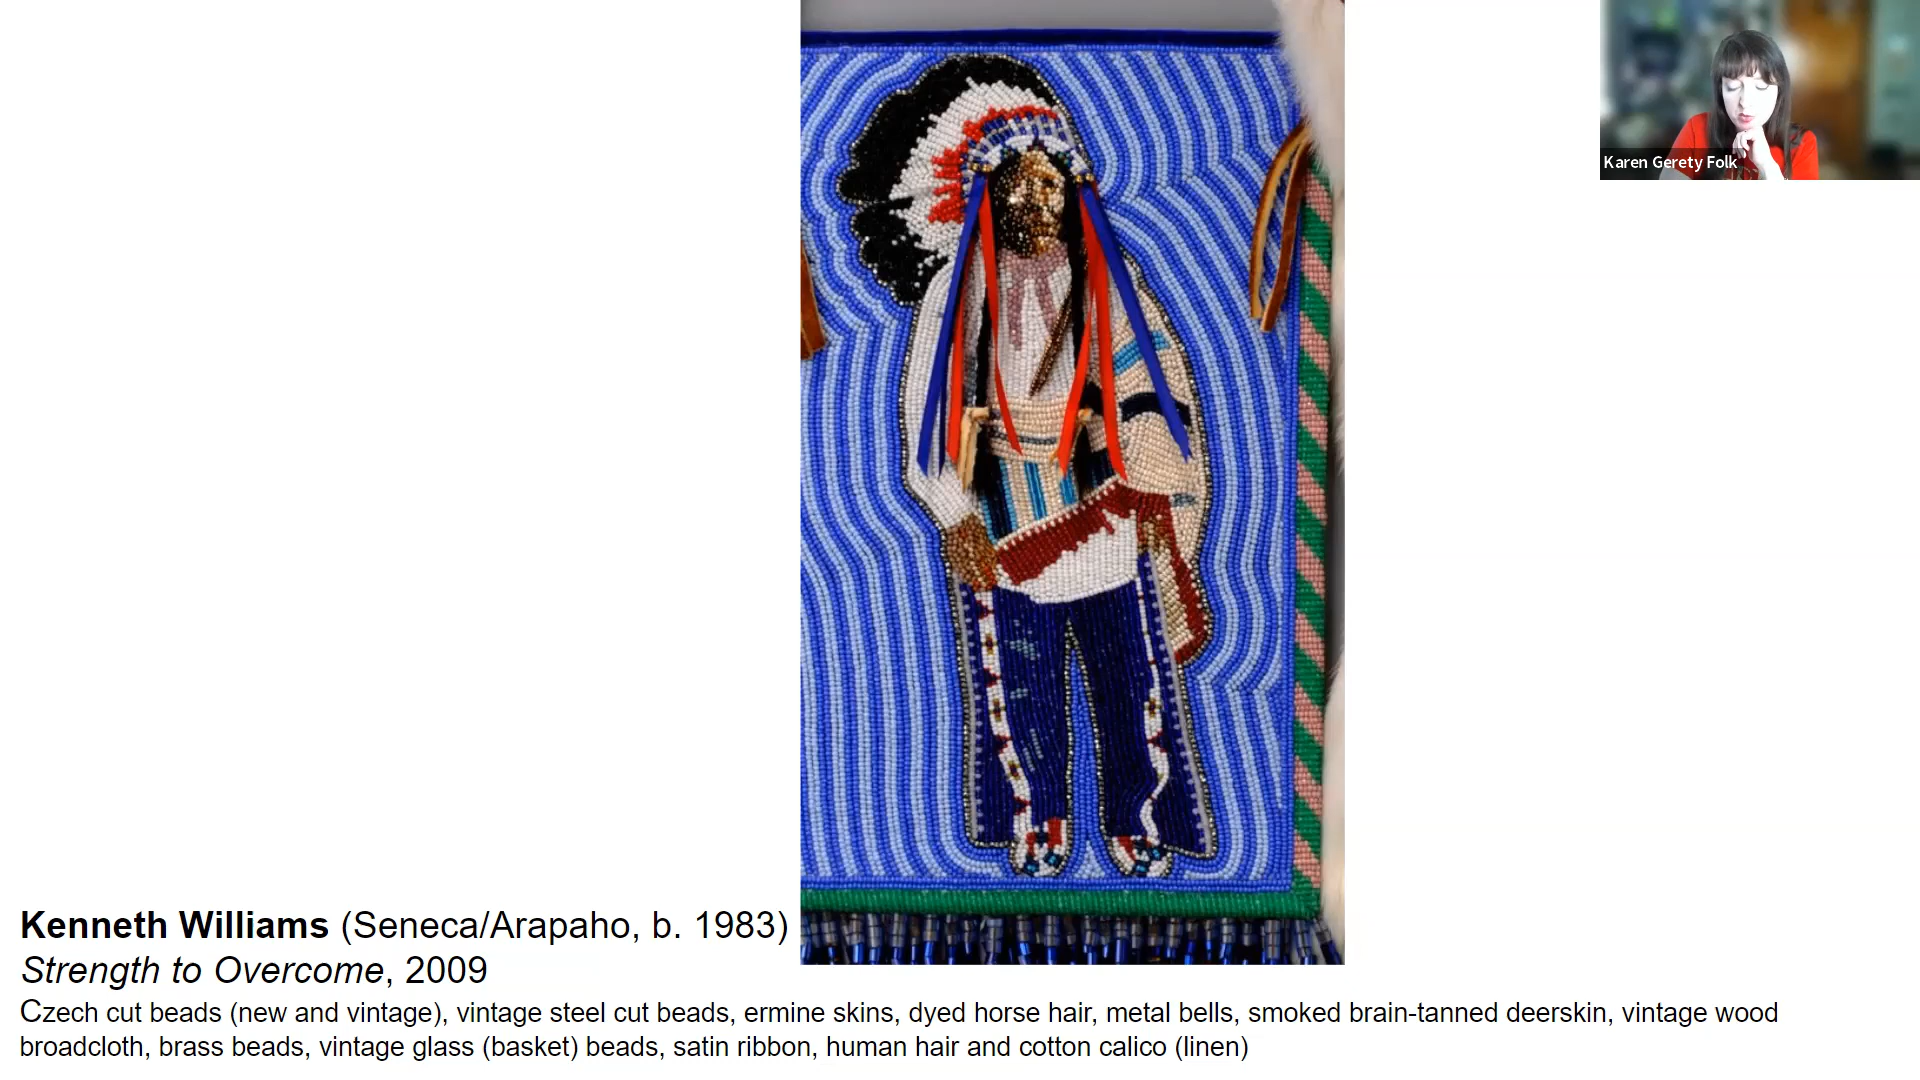 Karen Gerety Folk
Kenneth Williams (Seneca/Arapaho, b. 1983)
Strength to Overcome, 2009
Czech cut beads (new and vintage), vintage steel cut beads, ermine skins, dyed horse hair, metal bells, smoked brain-tanned deerskin, vintage wood
broadcloth, brass beads, vintage glass (basket) beads, satin ribbon, human hair and cotton calico (linen)